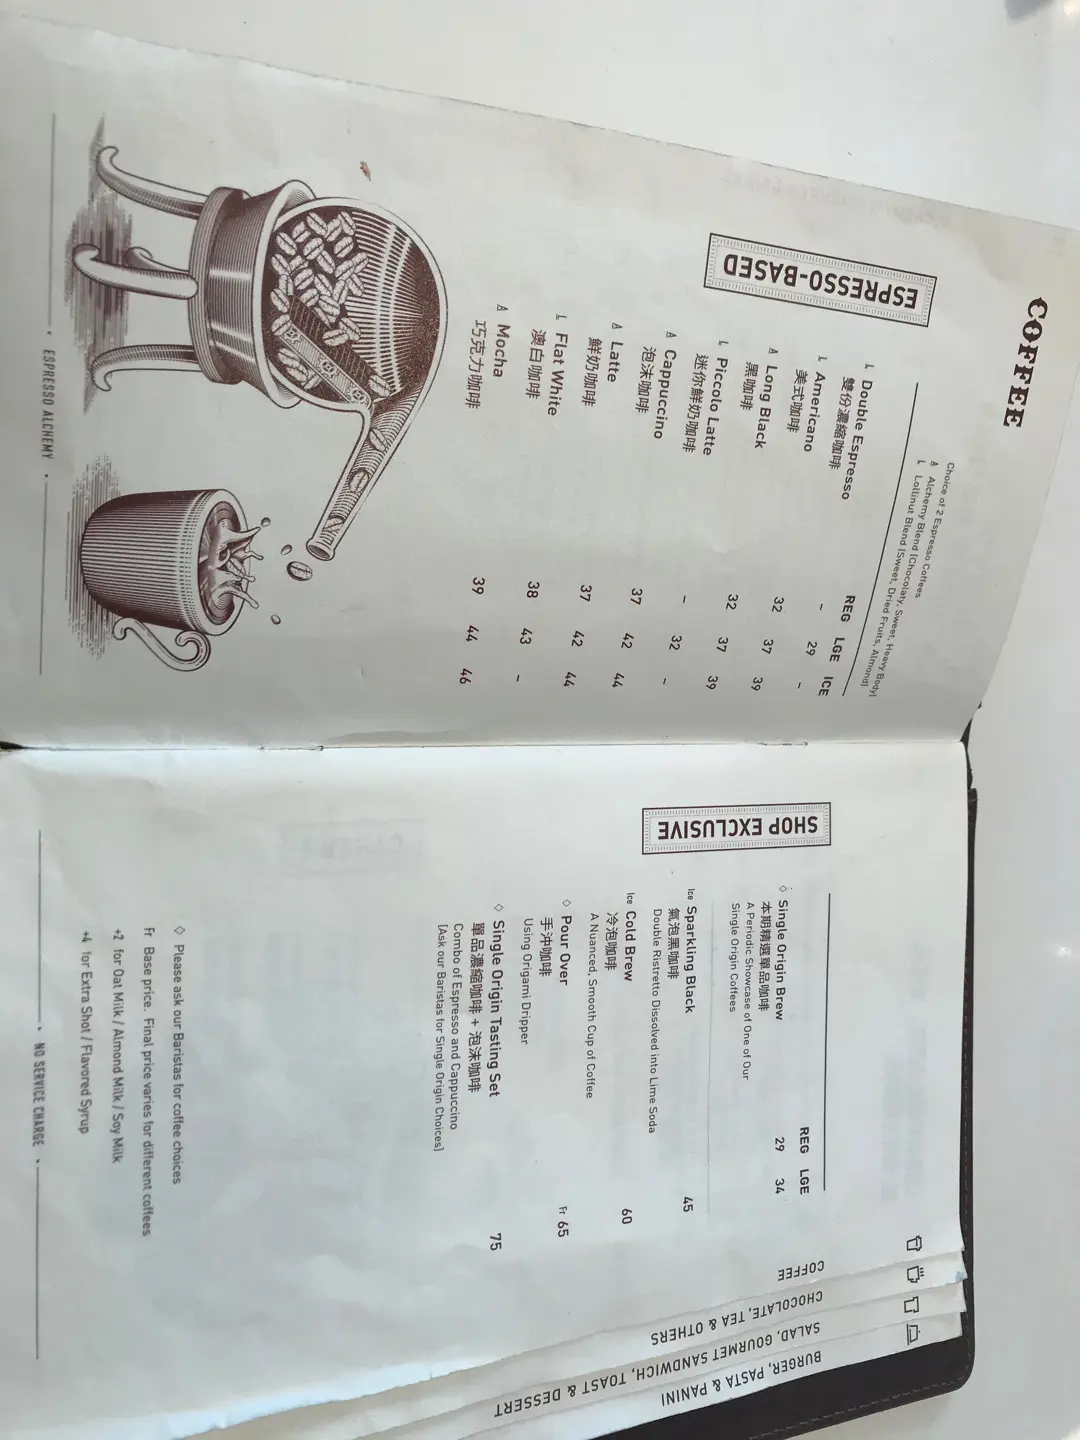 COFFEE
ESPRESSO-BASED
Choice of 2 Espresso Coffees
A Alchemy Blend [Chocolaty, Sweet, Heavy Body]
L Lollinut Blend [Sweet, Dried Fruits, Almond]
REG LGE ICE
L Double Espresso – 29 –
雙份濃縮咖啡
L Americano 32 37 39
美式咖啡
A Long Black 32 37 39
黑咖啡
L Piccolo Latte – 32 –
迷你鮮奶咖啡
A Cappuccino 37 42 44
泡沫咖啡
A Latte 37 42 44
鮮奶咖啡
L Flat White 38 43 –
澳白咖啡
A Mocha 39 44 46
巧克力咖啡
• ESPRESSO ALCHEMY •
SHOP EXCLUSIVE
REG LGE
◇ Single Origin Brew 29 34
本期精選單品咖啡
A Periodic Showcase of One of Our
Single Origin Coffees
Ice Sparkling Black 45
氣泡黑咖啡
Double Ristretto Dissolved into Lime Soda
Ice Cold Brew 60
冷泡咖啡
A Nuanced, Smooth Cup of Coffee
◇ Pour Over Fr 65
手沖咖啡
Using Origami Dripper
◇ Single Origin Tasting Set 75
單品濃縮咖啡 + 泡沫咖啡
Combo of Espresso and Cappuccino
[Ask our Baristas for Single Origin Choices]
◇ Please ask our Baristas for coffee choices
Fr Base price. Final price varies for different coffees
+2 for Oat Milk / Almond Milk / Soy Milk
+4 for Extra Shot / Flavored Syrup
• NO SERVICE CHARGE •
COFFEE
CHOCOLATE, TEA & OTHERS
SALAD, GOURMET SANDWICH, TOAST & DESSERT
BURGER, PASTA & PANINI